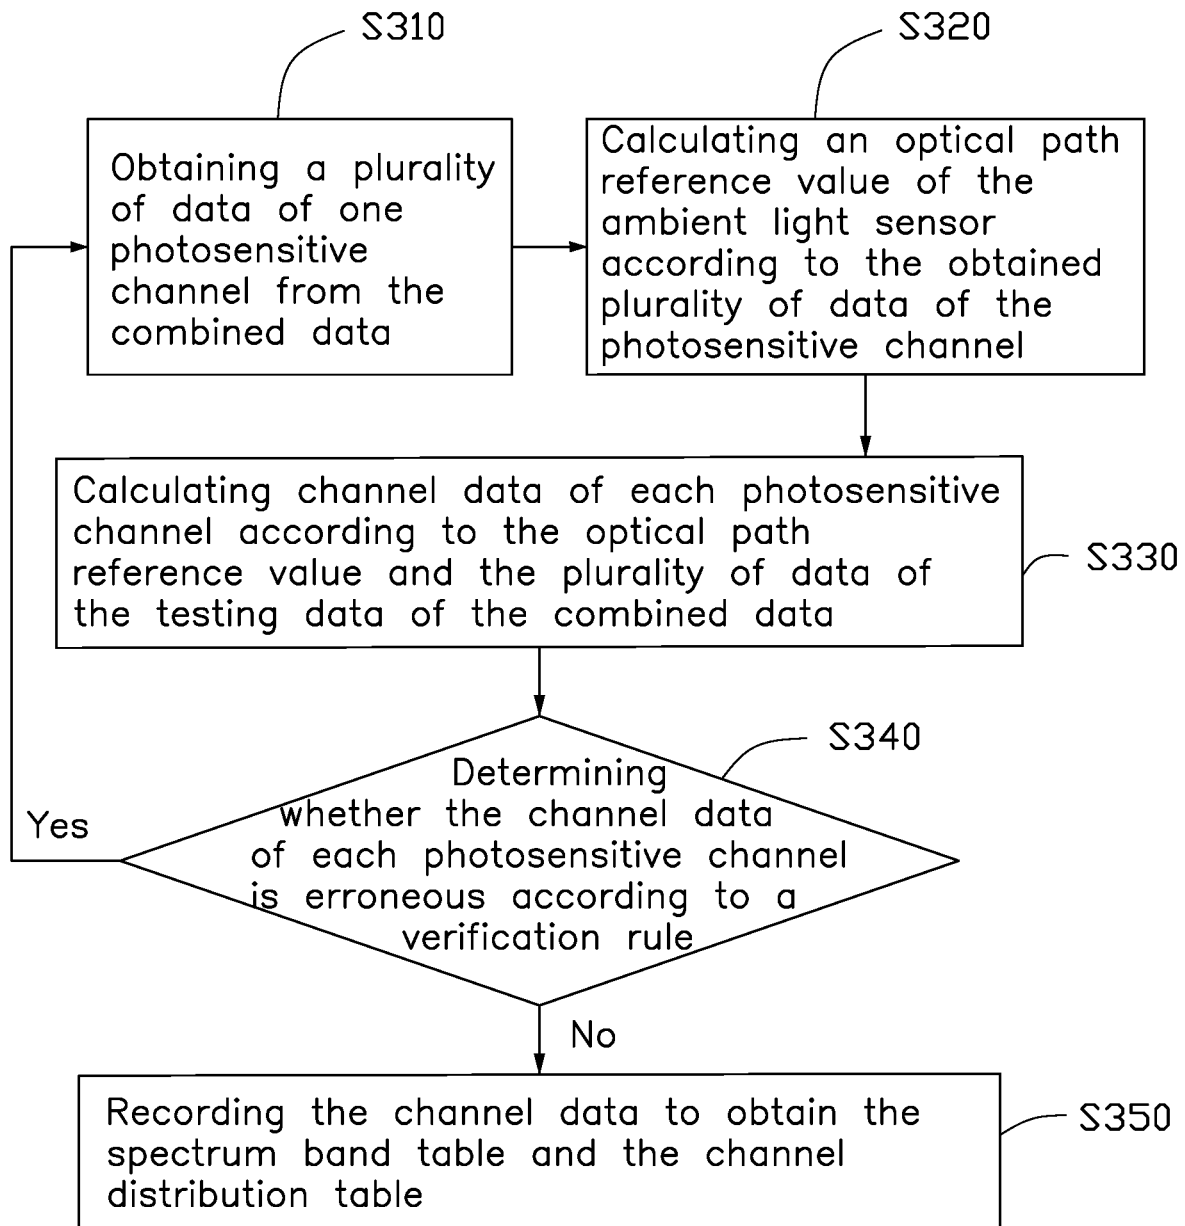 S310
S320
Obtaining a plurality
of data of one
photosensitive
channel from the
combined data
Calculating an optical path
reference value of the
ambient light sensor
according to the obtained
plurality of data of the
photosensitive channel
Calculating channel data of each photosensitive
channel according to the optical path
reference value and the plurality of data of
the testing data of the combined data
S330
S340
Determining
whether the channel data
of each photosensitive channel
is erroneous according to a
verification rule
Yes
No
Recording the channel data to obtain the
spectrum band table and the channel
distribution table
S350